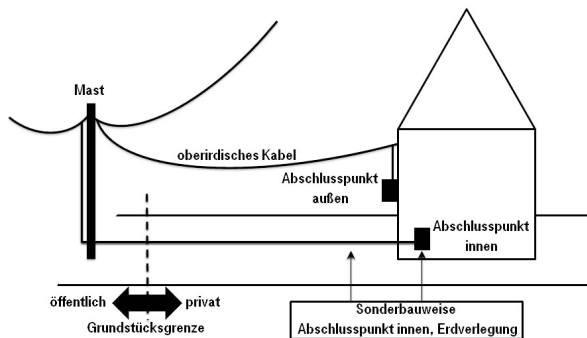 Mast
oberirdisches Kabel
Abschlusspunkt
außen
Abschlusspunkt
innen
öffentlich
privat
Grundstücksgrenze
Sonderbauweise
Abschlusspunkt innen, Erdverlegung